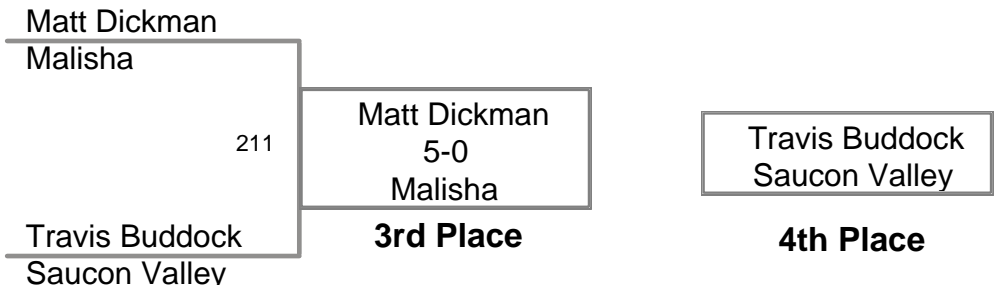 Matt Dickman
Malisha
211
Travis Buddock
Saucon Valley
Matt Dickman
5-0
Malisha
3rd Place
Travis Buddock
Saucon Valley
4th Place